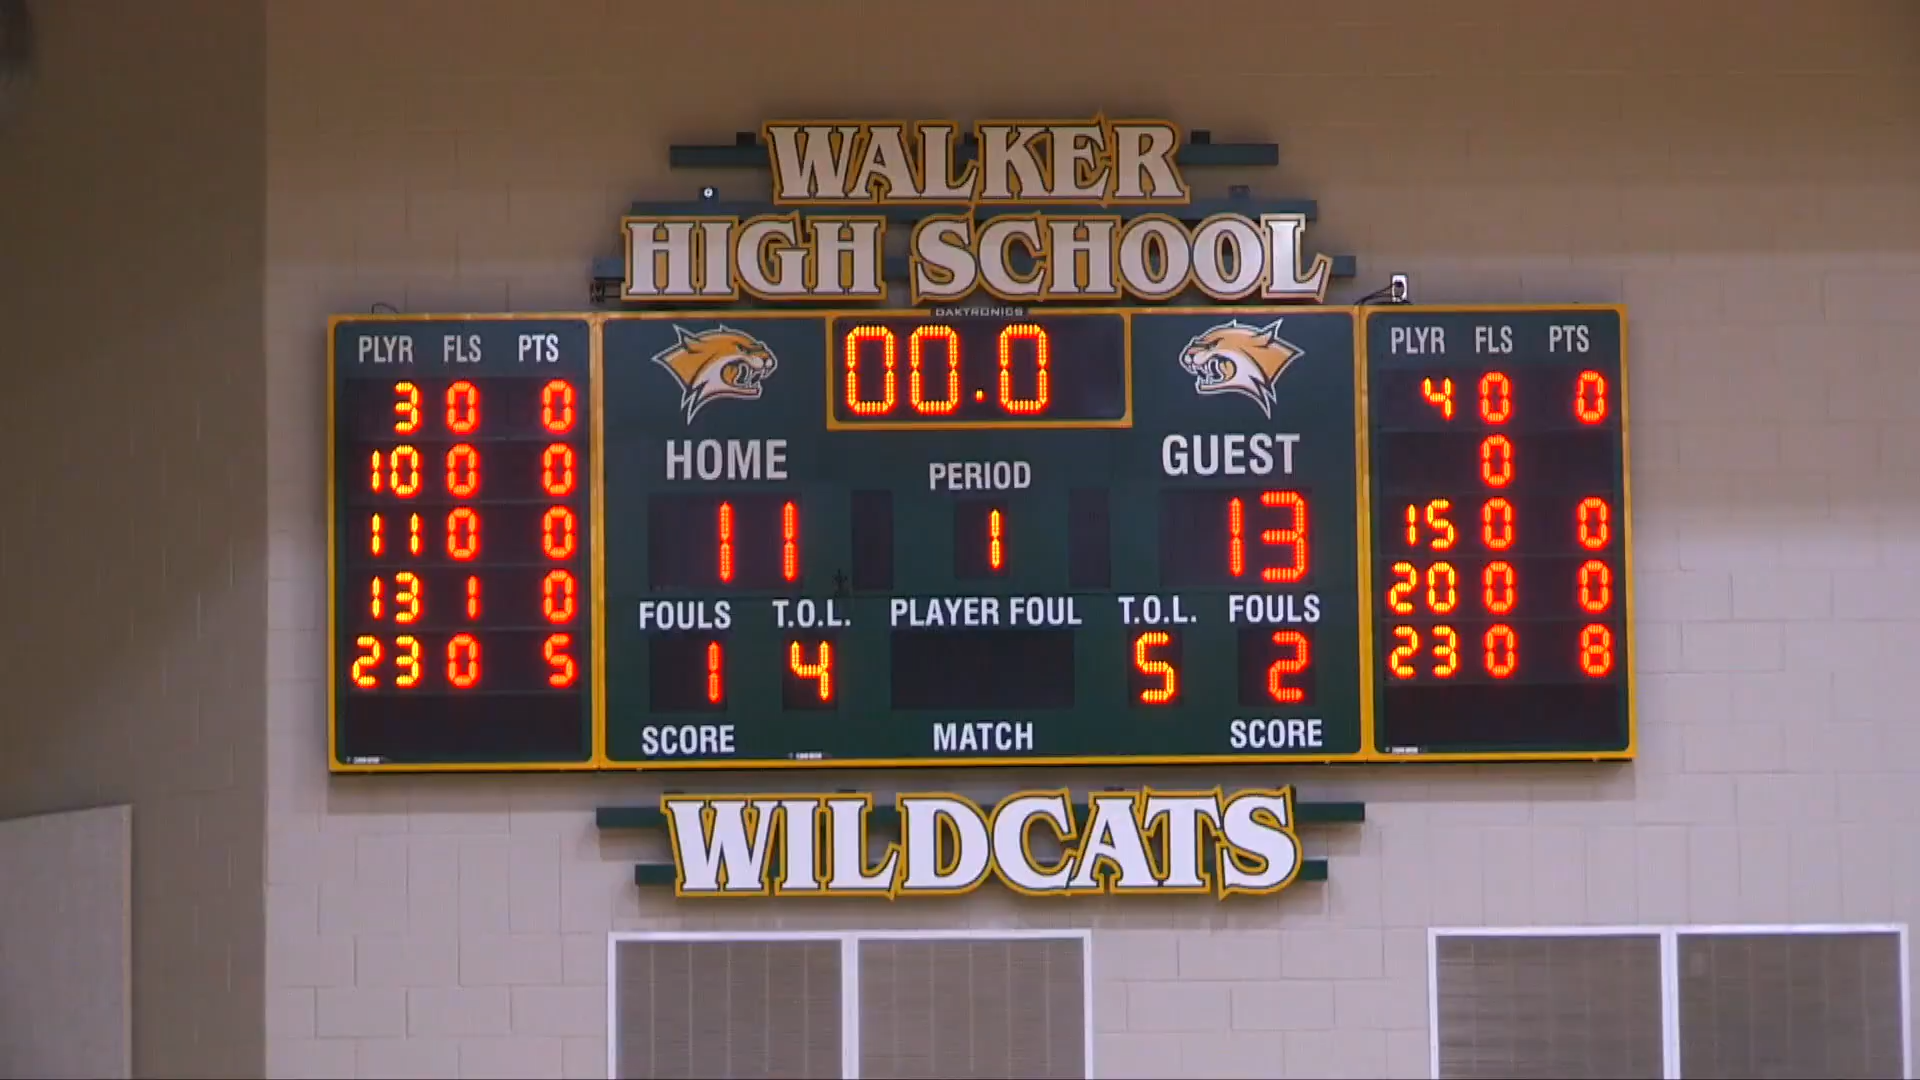 WALKER
HIGH SCHOOL
DAKTRONICS
PLYR FLS PTS
3 0 0
10 0 0
11 0 0
13 1 0
23 0 5
00.0
HOME PERIOD GUEST
11 1 13
FOULS T.O.L. PLAYER FOUL T.O.L. FOULS
1 4 5 2
SCORE MATCH SCORE
PLYR FLS PTS
4 0 0
0
15 0 0
20 0 0
23 0 8
WILDCATS